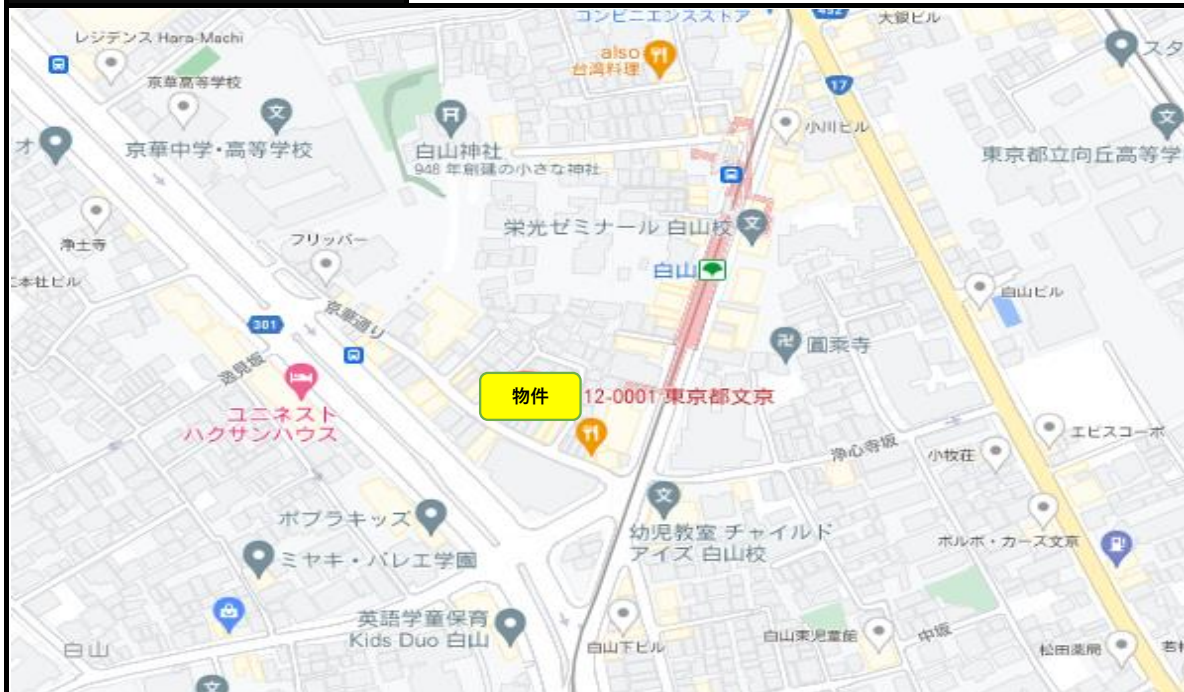 コンビニエンスストア
大銀ビル
レジデンス Hara-Machi
also
台湾料理
スタ
京華高等学校
17
小川ビル
オ
京華中学・高等学校
白山神社
948 年創建の小さな神社
東京都立向丘高等学
栄光ゼミナール 白山校
浄土寺
フリッパー
白山
本社ビル
白山ビル
301
京華通り
圓乗寺
逸見坂
物件
12-0001 東京都文京
ユニネスト
ハクサンハウス
浄心寺坂
エビスコーポ
小牧荘
ポプラキッズ
幼児教室 チャイルド
アイズ 白山校
ボルボ・カーズ文京
ミヤキ・バレエ学園
英語学童保育
Kids Duo 白山
白山
白山下ビル
白山東児童館
中坂
松田薬局